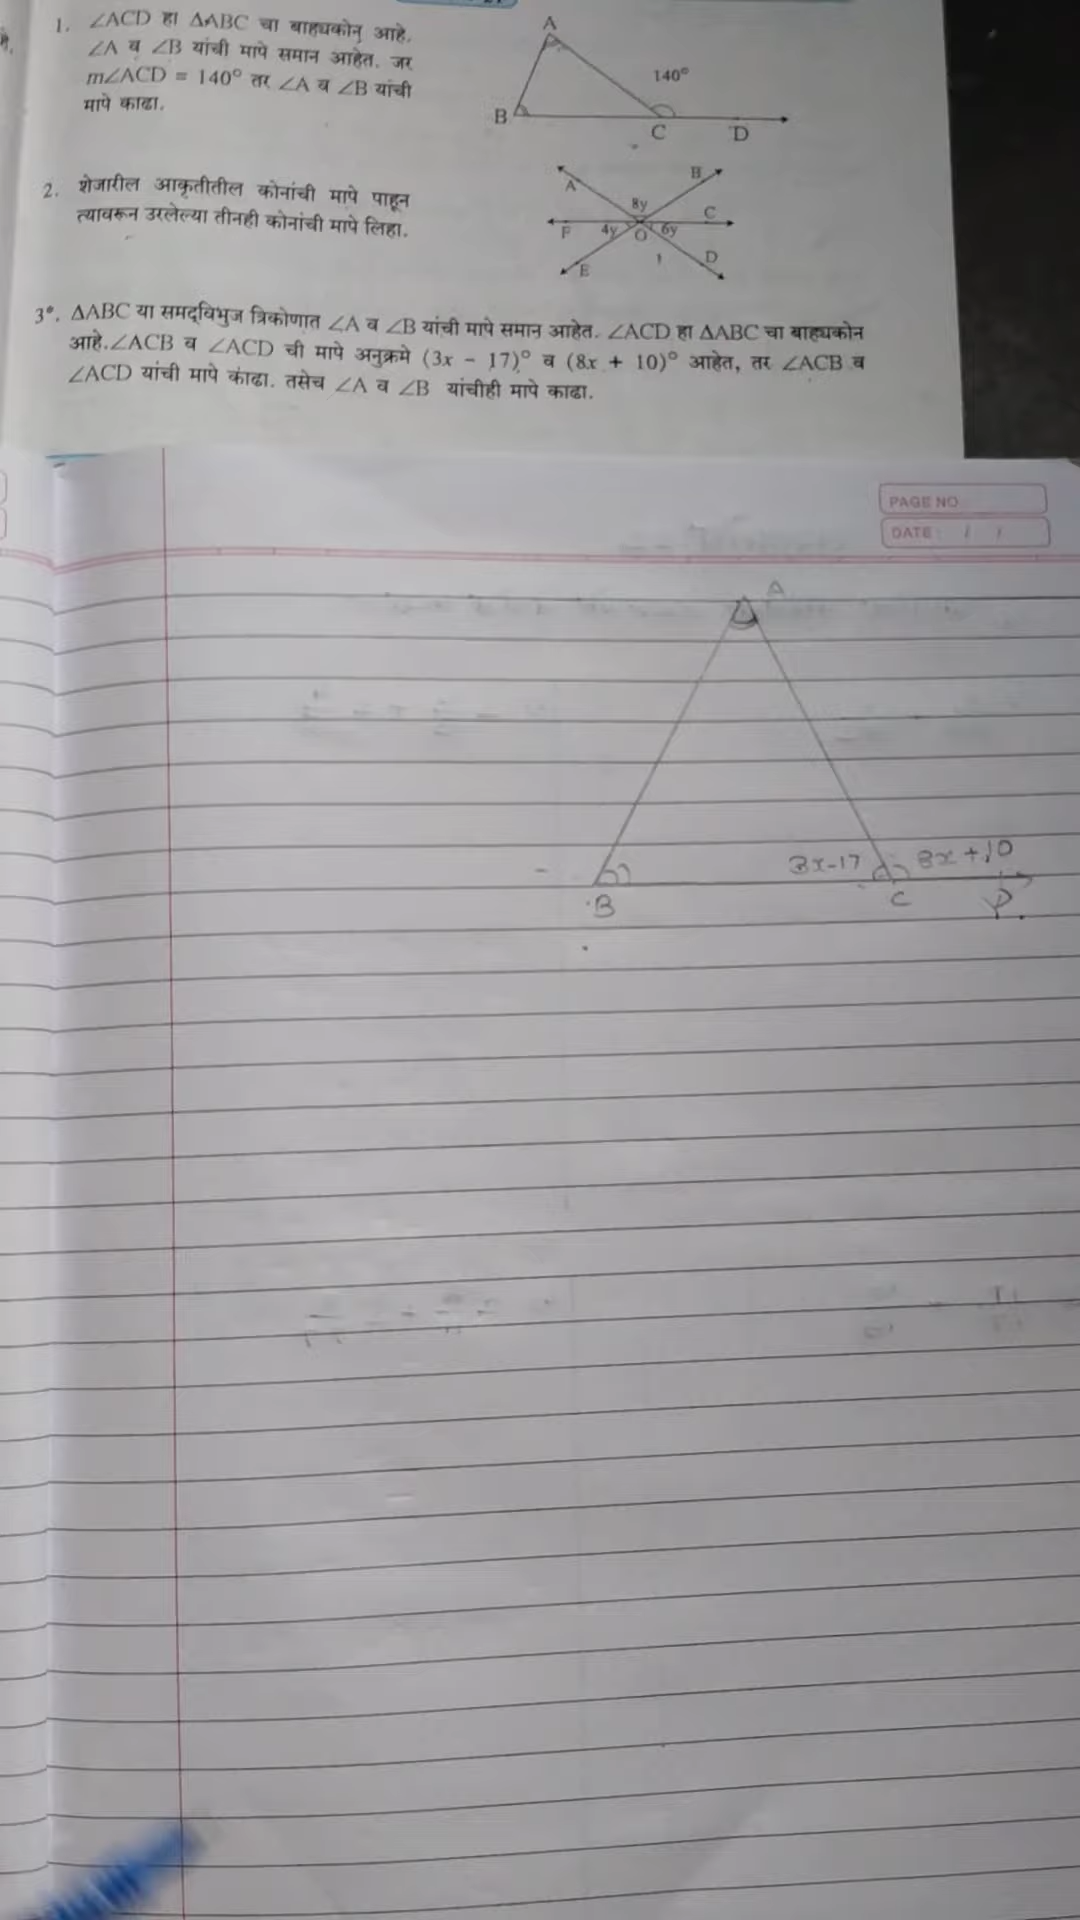 1. ∠ACD हा ΔABC चा बाह्यकोन आहे.
∠A व ∠B यांची मापे समान आहेत. जर
m∠ACD = 140° तर ∠A व ∠B यांची
मापे काढा.
A
140°
B
C
D
2. शेजारील आकृतीतील कोनांची मापे पाहून
त्यावरून उरलेल्या तीनही कोनांची मापे लिहा.
A
B
8y
C
F
4y
O
6y
E
D
3*. ΔABC या समद्विभुज त्रिकोणात ∠A व ∠B यांची मापे समान आहेत. ∠ACD हा ΔABC चा बाह्यकोन
आहे.∠ACB व ∠ACD ची मापे अनुक्रमे (3x - 17)° व (8x + 10)° आहेत, तर ∠ACB व
∠ACD यांची मापे काढा. तसेच ∠A व ∠B यांचीही मापे काढा.
PAGE NO
DATE : / /
A
3x-17
8x+10
B
C